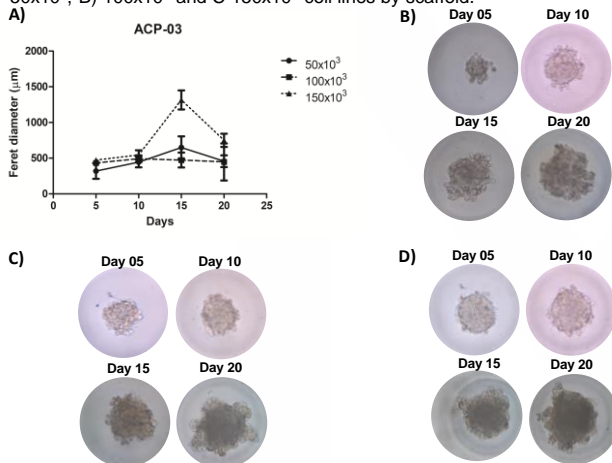 A)
ACP-03
Feret diameter (μm)
2000
1500
1000
500
0
0 5 10 15 20 25
Days
50x10³
100x10³
150x10³
B)
Day 05 Day 10
Day 15 Day 20
C)
Day 05 Day 10
Day 15 Day 20
D)
Day 05 Day 10
Day 15 Day 20